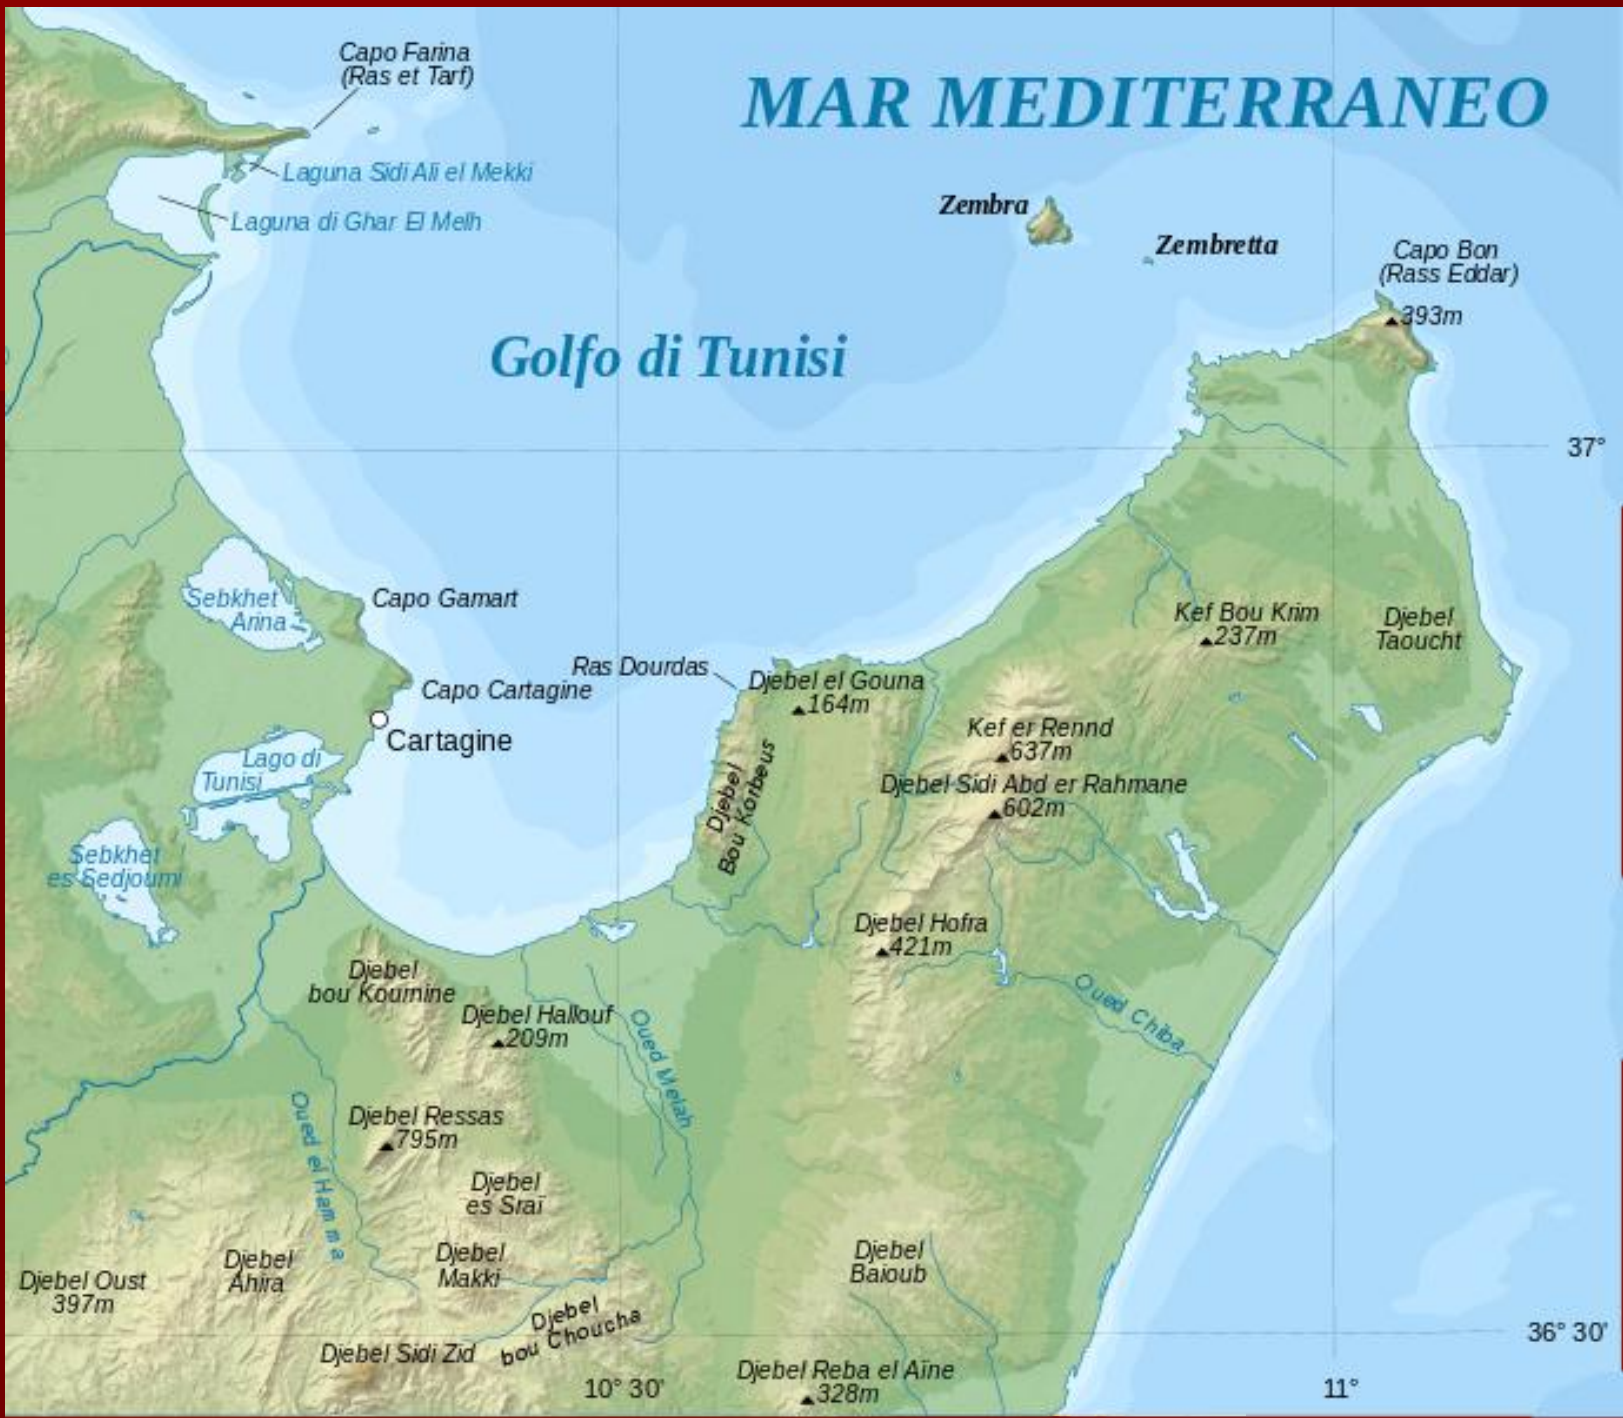 Capo Farina
(Ras et Tarf)
MAR MEDITERRANEO
Laguna Sidi Ali el Mekki
Laguna di Ghar El Melh
Zembra
Zembretta
Capo Bon
(Rass Eddar)
393m
Golfo di Tunisi
37°
Sebkhet
Arina
Capo Gamart
Kef Bou Krim
237m
Djebel
Taoucht
Ras Dourdas
Djebel el Gouna
164m
Capo Cartagine
Cartagine
Kef er Rennd
637m
Lago di
Tunisi
Djebel
Bou Korbeus
Djebel Sidi Abd er Rahmane
602m
Sebkhet
es Sedjoumi
Djebel Hofra
421m
Djebel
bou Kournine
Oued Chiba
Djebel Hallouf
209m
Oued Melah
Djebel Ressas
795m
Oued el Hamma
Djebel
es Sraï
Djebel
Baioub
Djebel
Makki
Djebel
Ahira
Djebel Oust
397m
Djebel
bou Choucha
Djebel Sidi Zid
36° 30'
Djebel Reba el Aïne
328m
10° 30'
11°